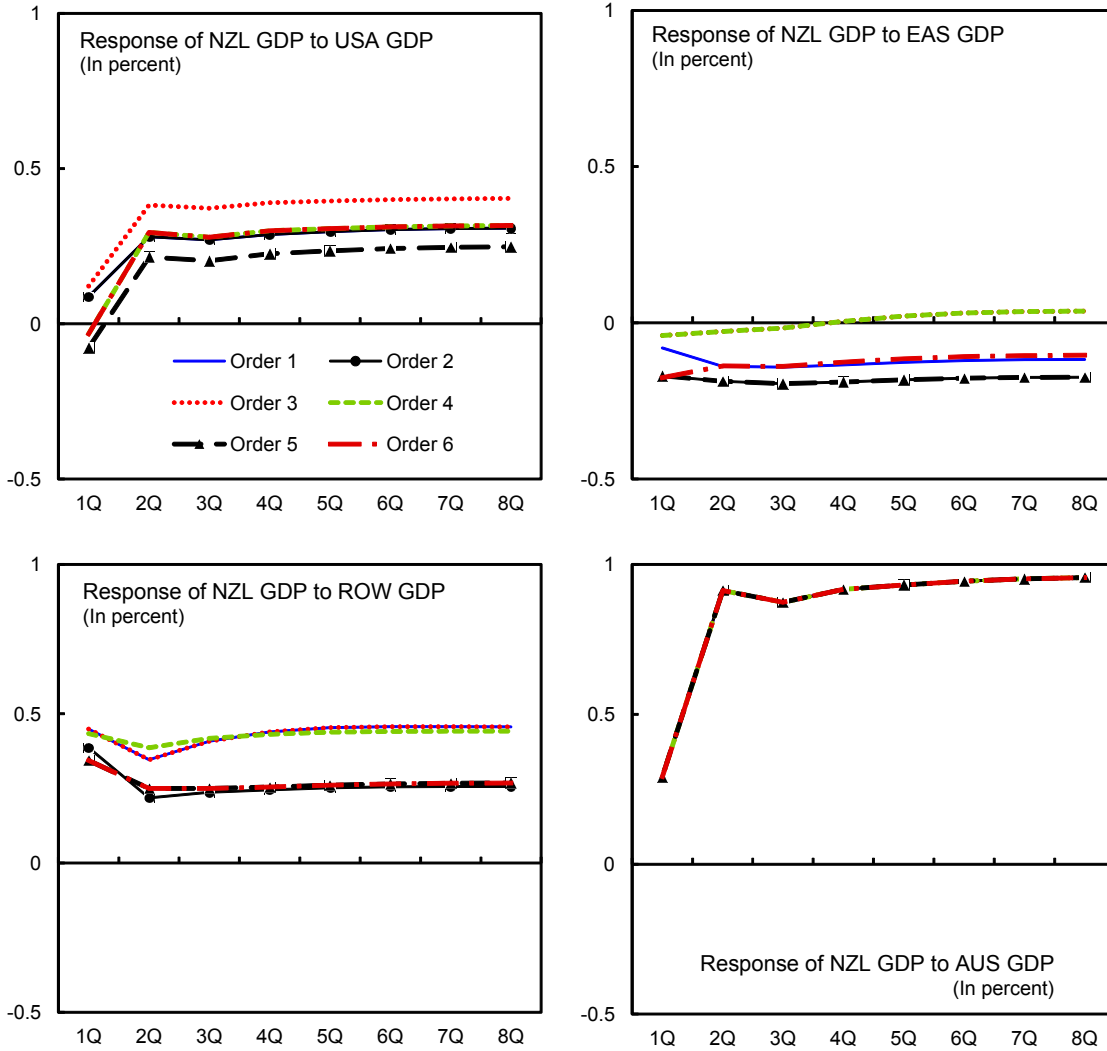 1
Response of NZL GDP to USA GDP
(In percent)
0.5
0
Order 1 Order 2
Order 3 Order 4
Order 5 Order 6
-0.5
1Q 2Q 3Q 4Q 5Q 6Q 7Q 8Q
1
Response of NZL GDP to EAS GDP
(In percent)
0.5
0
-0.5
1Q 2Q 3Q 4Q 5Q 6Q 7Q 8Q
1
Response of NZL GDP to ROW GDP
(In percent)
0.5
0
-0.5
1Q 2Q 3Q 4Q 5Q 6Q 7Q 8Q
1
0.5
0
Response of NZL GDP to AUS GDP
(In percent)
-0.5
1Q 2Q 3Q 4Q 5Q 6Q 7Q 8Q